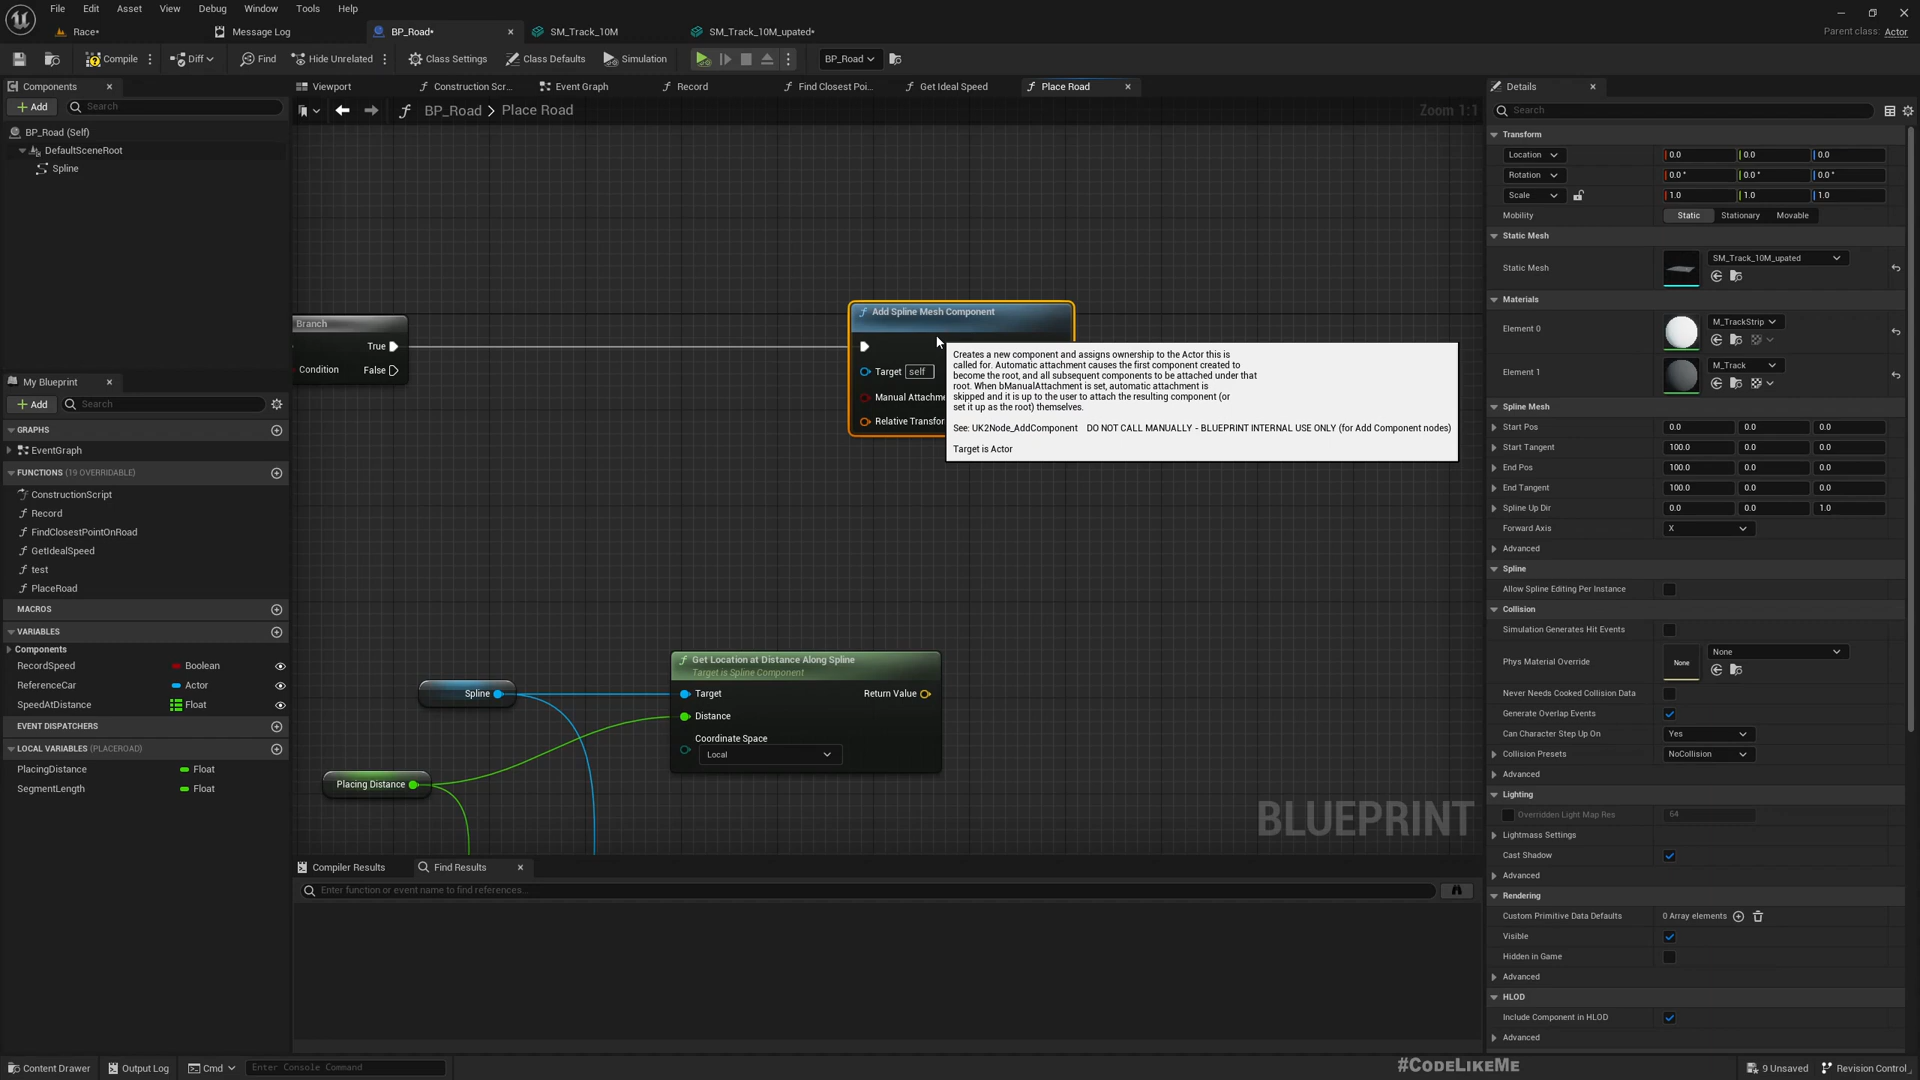 File Edit Asset View Debug Window Tools Help
Race* Message Log BP_Road* SM_Track_10M SM_Track_10M_upated*
Parent class: Actor
Compile Diff Find Hide Unrelated Class Settings Class Defaults Simulation BP_Road
Components
Add Search
BP_Road (Self)
DefaultSceneRoot
Spline
My Blueprint
Add Search
GRAPHS
EventGraph
FUNCTIONS (19 OVERRIDABLE)
ConstructionScript
Record
FindClosestPointOnRoad
GetIdealSpeed
test
PlaceRoad
MACROS
VARIABLES
Components
RecordSpeed Boolean
ReferenceCar Actor
SpeedAtDistance Float
EVENT DISPATCHERS
LOCAL VARIABLES (PLACEROAD)
PlacingDistance Float
SegmentLength Float
Viewport Construction Scr... Event Graph Record Find Closest Poi... Get Ideal Speed Place Road
BP_Road > Place Road
Zoom 1:1
Branch
True
Condition False
Add Spline Mesh Component
Target self
Manual Attachme
Relative Transfor
Creates a new component and assigns ownership to the Actor this is
called for. Automatic attachment causes the first component created to
become the root, and all subsequent components to be attached under that
root. When bManualAttachment is set, automatic attachment is
skipped and it is up to the user to attach the resulting component (or
set it up as the root) themselves.
See: UK2Node_AddComponent DO NOT CALL MANUALLY - BLUEPRINT INTERNAL USE ONLY (for Add Component nodes)
Target is Actor
Get Location at Distance Along Spline
Target is Spline Component
Target Return Value
Distance
Coordinate Space
Local
Spline
Placing Distance
BLUEPRINT
Compiler Results Find Results
Enter function or event name to find references...
Details
Search
Transform
Location 0.0 0.0 0.0
Rotation 0.0 ° 0.0 ° 0.0 °
Scale 1.0 1.0 1.0
Mobility Static Stationary Movable
Static Mesh
Static Mesh SM_Track_10M_upated
Materials
Element 0 M_TrackStrip
Element 1 M_Track
Spline Mesh
Start Pos 0.0 0.0 0.0
Start Tangent 100.0 0.0 0.0
End Pos 100.0 0.0 0.0
End Tangent 100.0 0.0 0.0
Spline Up Dir 0.0 0.0 1.0
Forward Axis X
Advanced
Spline
Allow Spline Editing Per Instance
Collision
Simulation Generates Hit Events
Phys Material Override None None
Never Needs Cooked Collision Data
Generate Overlap Events
Can Character Step Up On Yes
Collision Presets NoCollision
Advanced
Lighting
Overridden Light Map Res 64
Lightmass Settings
Cast Shadow
Advanced
Rendering
Custom Primitive Data Defaults 0 Array elements
Visible
Hidden in Game
Advanced
HLOD
Include Component in HLOD
Advanced
Content Drawer Output Log Cmd Enter Console Command
#CodeLikeMe
9 Unsaved Revision Control